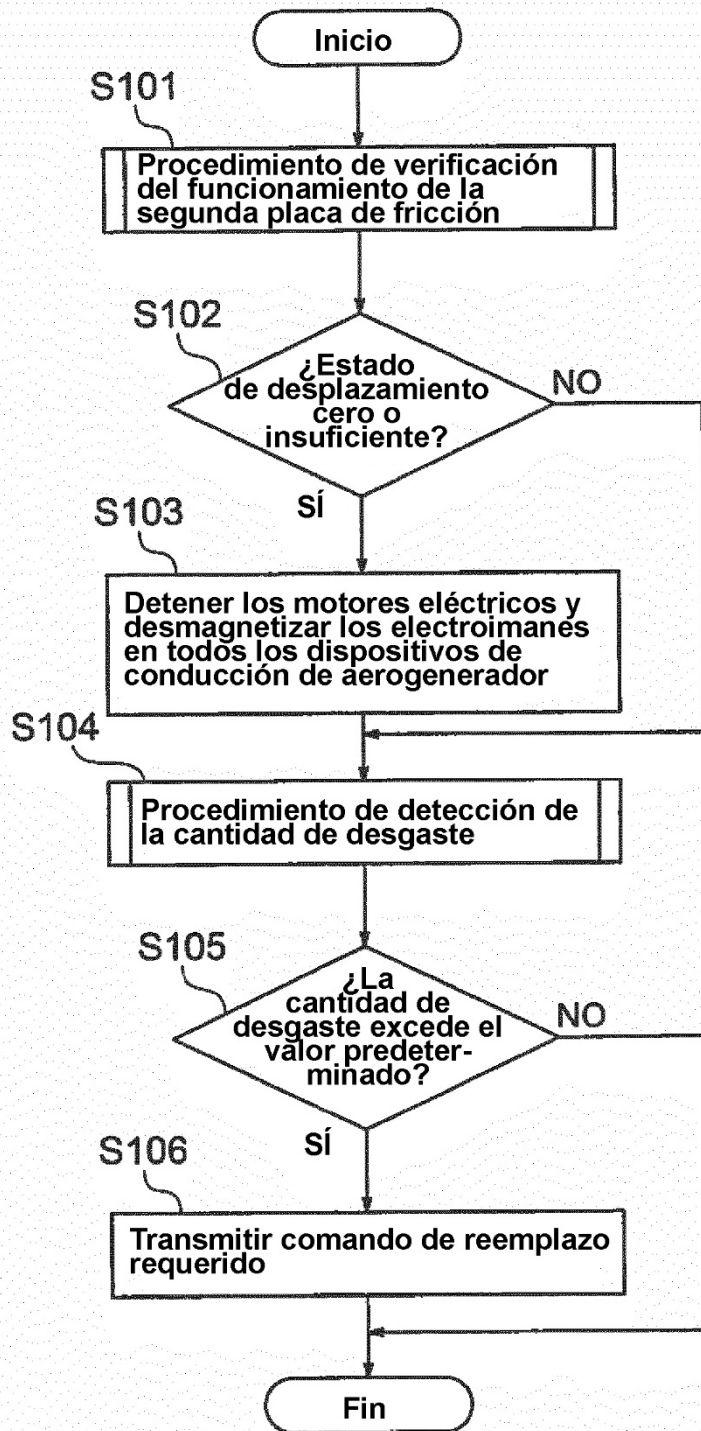 Inicio
S101
Procedimiento de verificación
del funcionamiento de la
segunda placa de fricción
S102
¿Estado
de desplazamiento
cero o
insuficiente?
NO
SÍ
S103
Detener los motores eléctricos y
desmagnetizar los electroimanes
en todos los dispositivos de
conducción de aerogenerador
S104
Procedimiento de detección de
la cantidad de desgaste
S105
¿La
cantidad de
desgaste excede el
valor predeter-
minado?
NO
SÍ
S106
Transmitir comando de reemplazo
requerido
Fin